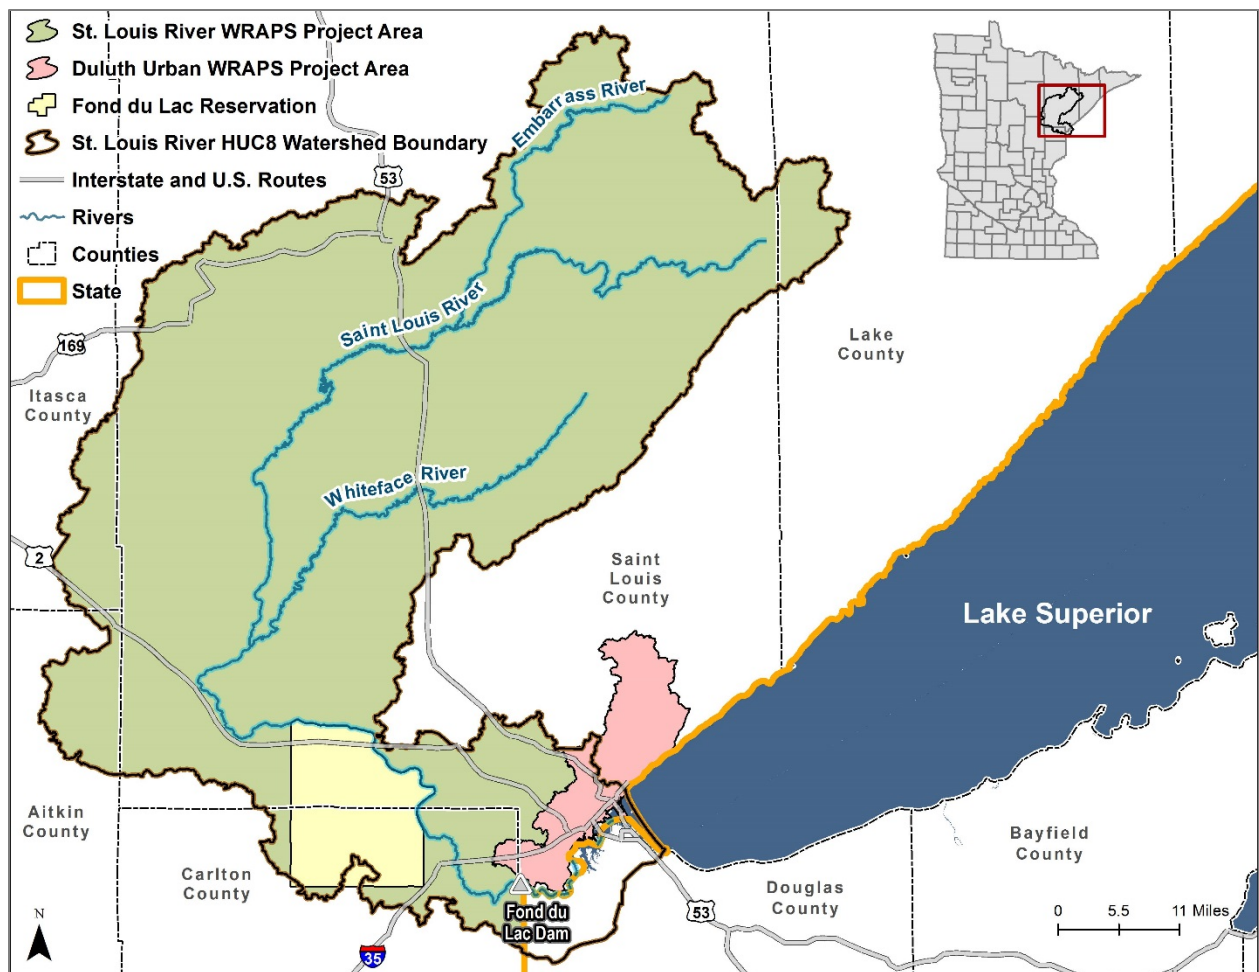 St. Louis River WRAPS Project Area
Duluth Urban WRAPS Project Area
Fond du Lac Reservation
St. Louis River HUC8 Watershed Boundary
Interstate and U.S. Routes
Rivers
Counties
State
53
Embarrass River
Saint Louis River
169
Itasca
County
Lake
County
Whiteface River
2
Saint
Louis
County
Lake Superior
Aitkin
County
Carlton
County
Bayfield
County
Douglas
County
Fond du
Lac Dam
53
35
N
0 5.5 11 Miles